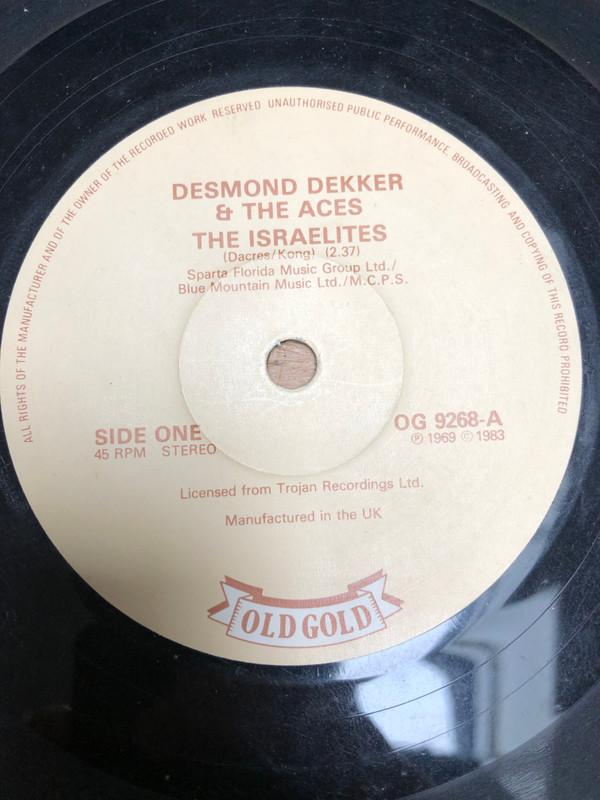 ALL RIGHTS OF THE MANUFACTURER AND OF THE OWNER OF THE RECORDED WORK RESERVED UNAUTHORISED PUBLIC PERFORMANCE, BROADCASTING AND COPYING OF THIS RECORD PROHIBITED
DESMOND DEKKER
& THE ACES
THE ISRAELITES
(Dacres/Kong) (2.37)
Sparta Florida Music Group Ltd./
Blue Mountain Music Ltd./M.C.P.S.
SIDE ONE
45 RPM STEREO
OG 9268-A
℗ 1969 © 1983
Licensed from Trojan Recordings Ltd.
Manufactured in the UK
OLD GOLD